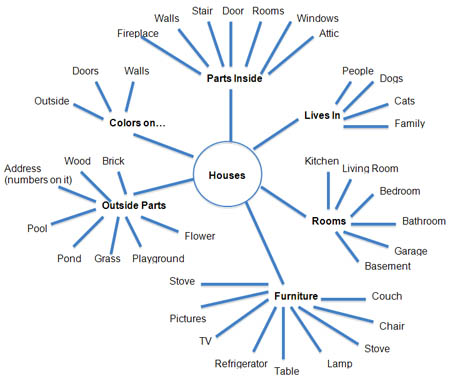 Stair
Door
Rooms
Walls
Windows
Fireplace
Attic
Parts Inside
People
Dogs
Cats
Family
Lives In
Doors
Walls
Outside
Colors on...
Houses
Wood
Brick
Address
(numbers on it)
Outside Parts
Pool
Pond
Grass
Playground
Flower
Kitchen
Living Room
Bedroom
Bathroom
Garage
Basement
Rooms
Stove
Pictures
TV
Refrigerator
Table
Lamp
Stove
Chair
Couch
Furniture